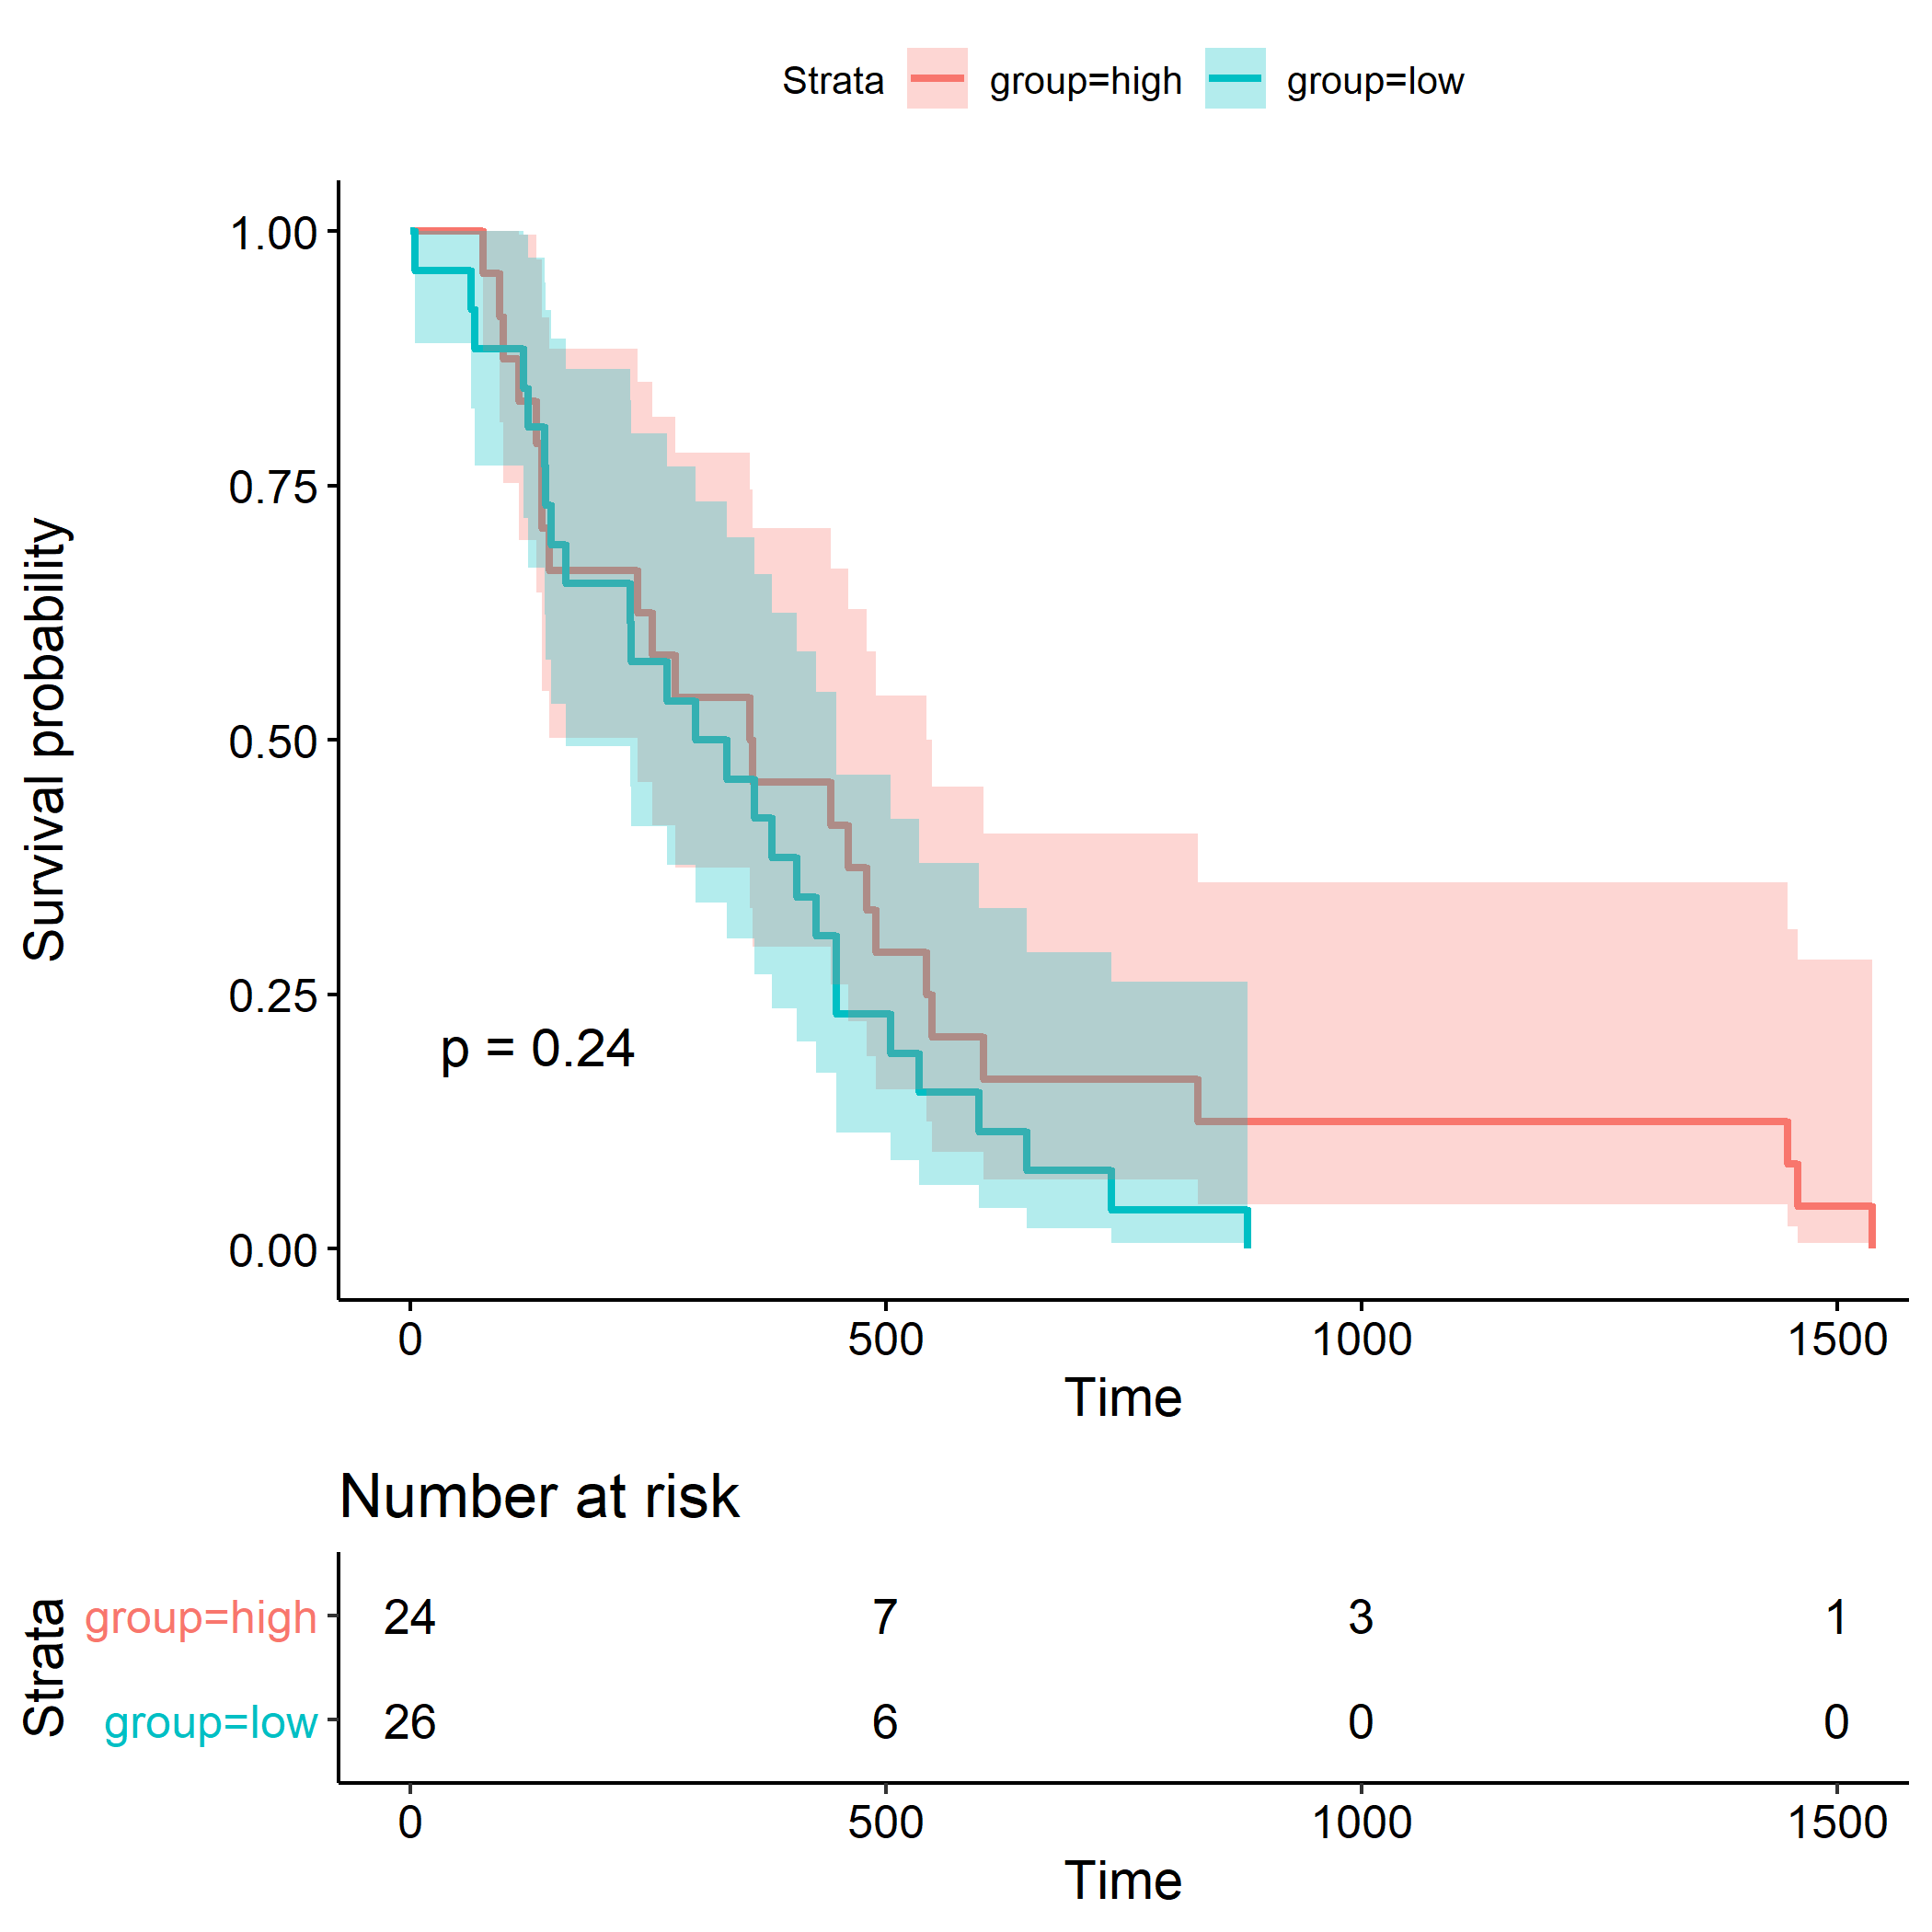 Strata group=high group=low
1.00
0.75
0.50
0.25
0.00
Survival probability
p = 0.24
0 500 1000 1500
Time
Number at risk
Strata
group=high 24 7 3 1
group=low 26 6 0 0
0 500 1000 1500
Time